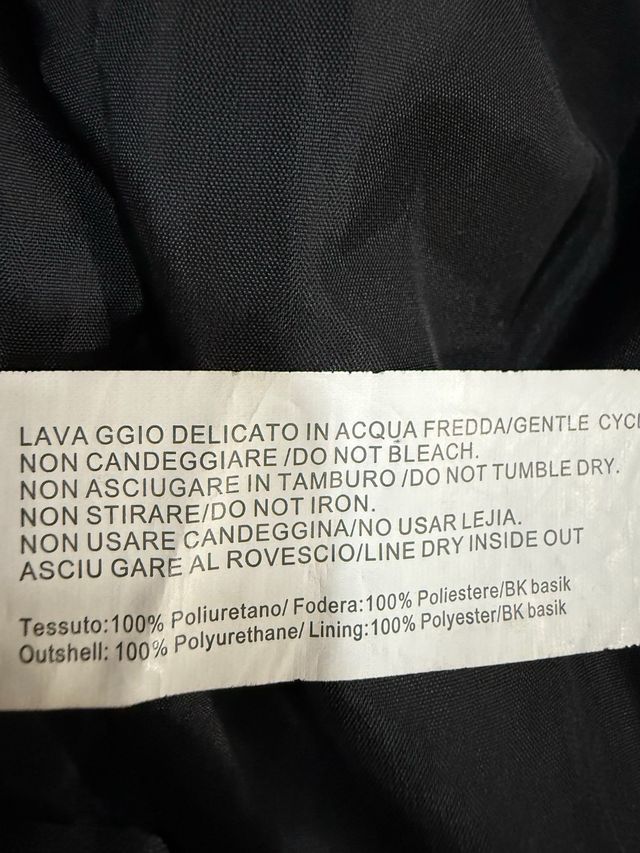 LAVA GGIO DELICATO IN ACQUA FREDDA/GENTLE
NON CANDEGGIARE /DO NOT BLEACH.
NON ASCIUGARE IN TAMBURO /DO NOT TUMBLE DRY.
NON STIRARE/DO NOT IRON.
NON USARE CANDEGGINA/NO USAR LEJIA.
ASCIU GARE AL ROVESCIO/LINE DRY INSIDE OUT
Tessuto:100% Poliuretano/ Fodera:100% Poliestere/BK basik
Outshell: 100% Polyurethane/ Lining:100% Polyester/BK basik